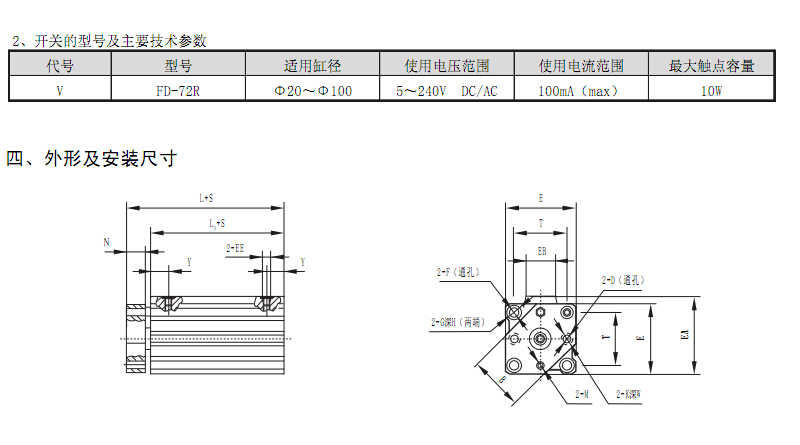 2、开关的型号及主要技术参数
代号 型号 适用缸径 使用电压范围 使用电流范围 最大触点容量
V FD-72R Φ20～Φ100 5～240V DC/AC 100mA（max） 10W
四、外形及安装尺寸
L+S
L₁+S
N
2-EE
Y
Y
E
T
EB
2-F（通孔）
2-D（通孔）
2-G深H（两端）
T
E
EA
P
2-M
2-K深W